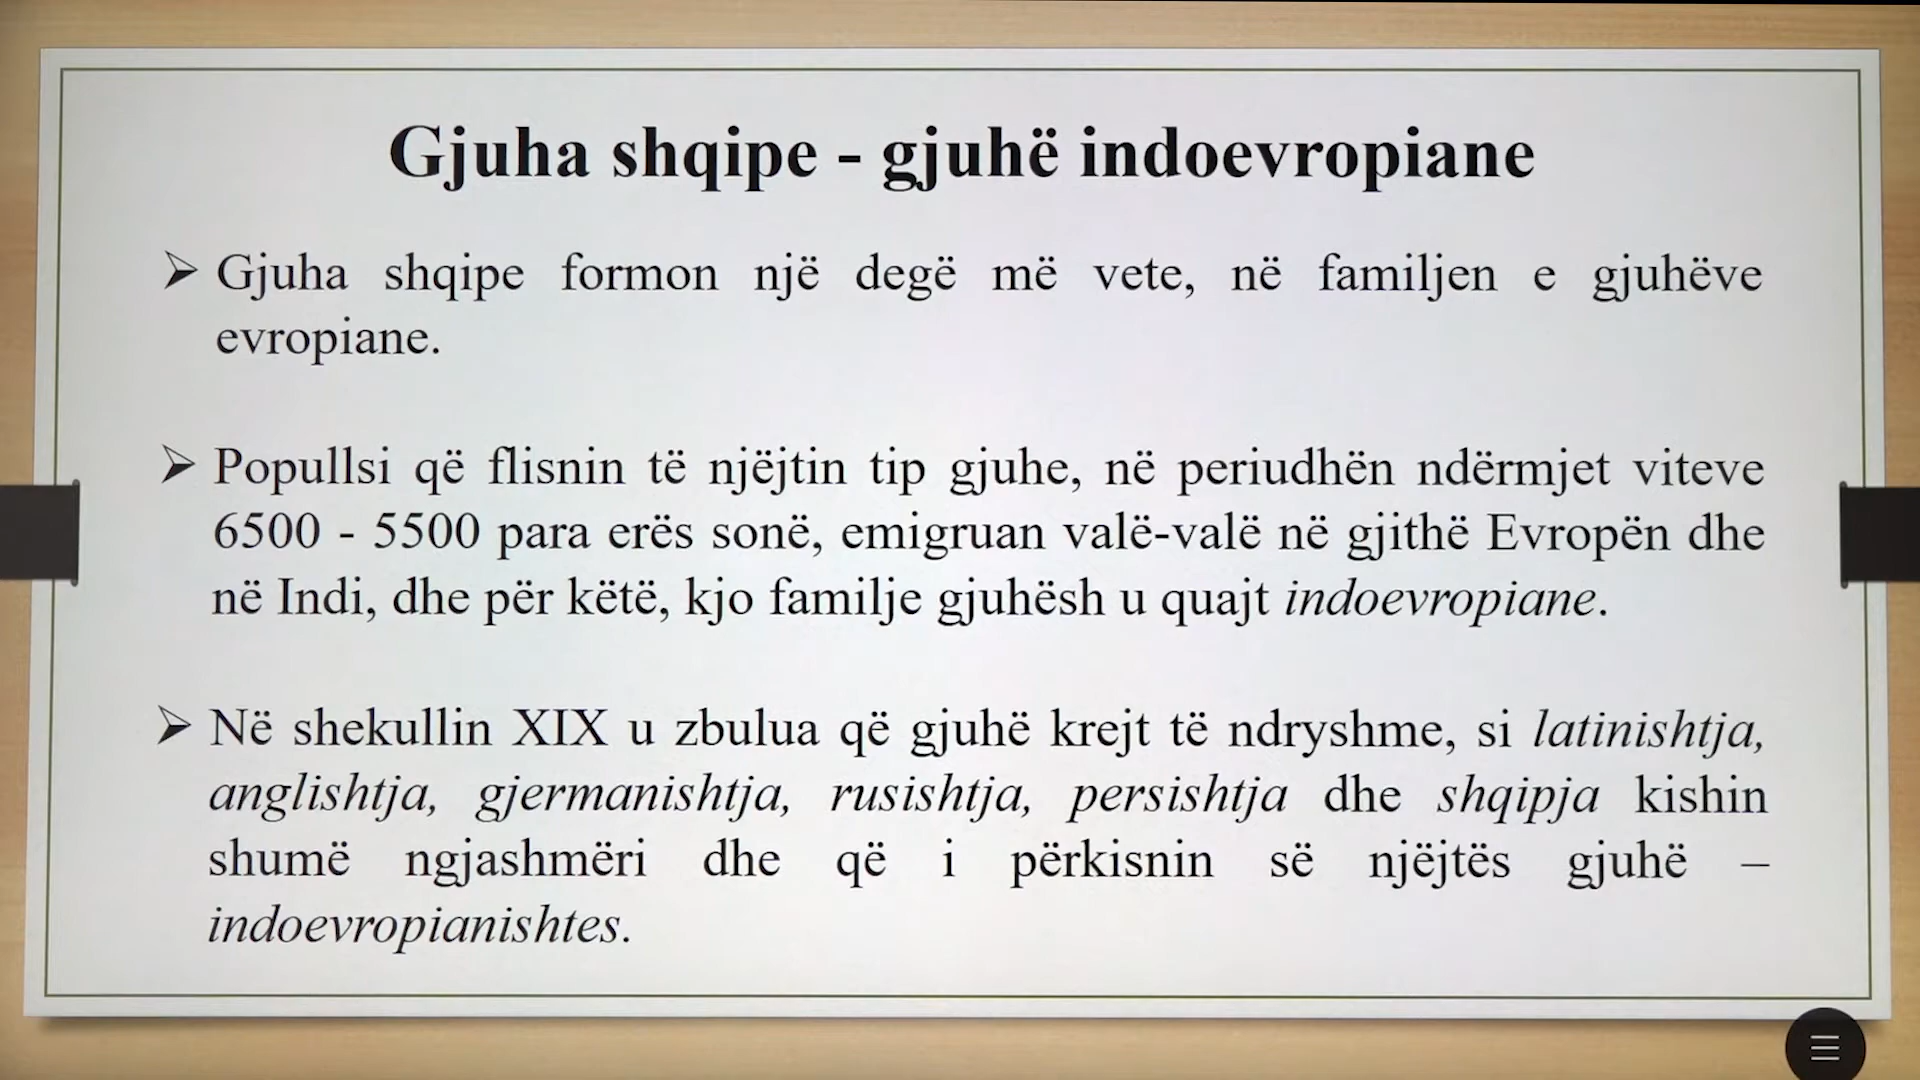 Gjuha shqipe - gjuhë indoevropiane
➢ Gjuha shqipe formon një degë më vete, në familjen e gjuhëve
evropiane.
➢ Popullsi që flisnin të njëjtin tip gjuhe, në periudhën ndërmjet viteve
6500 - 5500 para erës sonë, emigruan valë-valë në gjithë Evropën dhe
në Indi, dhe për këtë, kjo familje gjuhësh u quajt indoevropiane.
➢ Në shekullin XIX u zbulua që gjuhë krejt të ndryshme, si latinishtja,
anglishtja, gjermanishtja, rusishtja, persishtja dhe shqipja kishin
shumë ngjashmëri dhe që i përkisnin së njëjtës gjuhë –
indoevropianishtes.